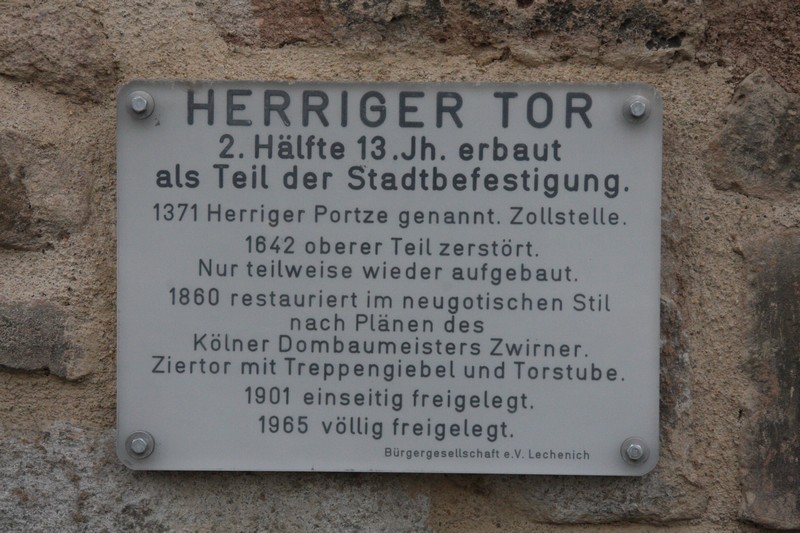 HERRIGER TOR
2. Hälfte 13.Jh. erbaut
als Teil der Stadtbefestigung.
1371 Herriger Portze genannt. Zollstelle.
1642 oberer Teil zerstört.
Nur teilweise wieder aufgebaut.
1860 restauriert im neugotischen Stil
nach Plänen des
Kölner Dombaumeisters Zwirner.
Ziertor mit Treppengiebel und Torstube.
1901 einseitig freigelegt.
1965 völlig freigelegt.
Bürgergesellschaft e.V. Lechenich